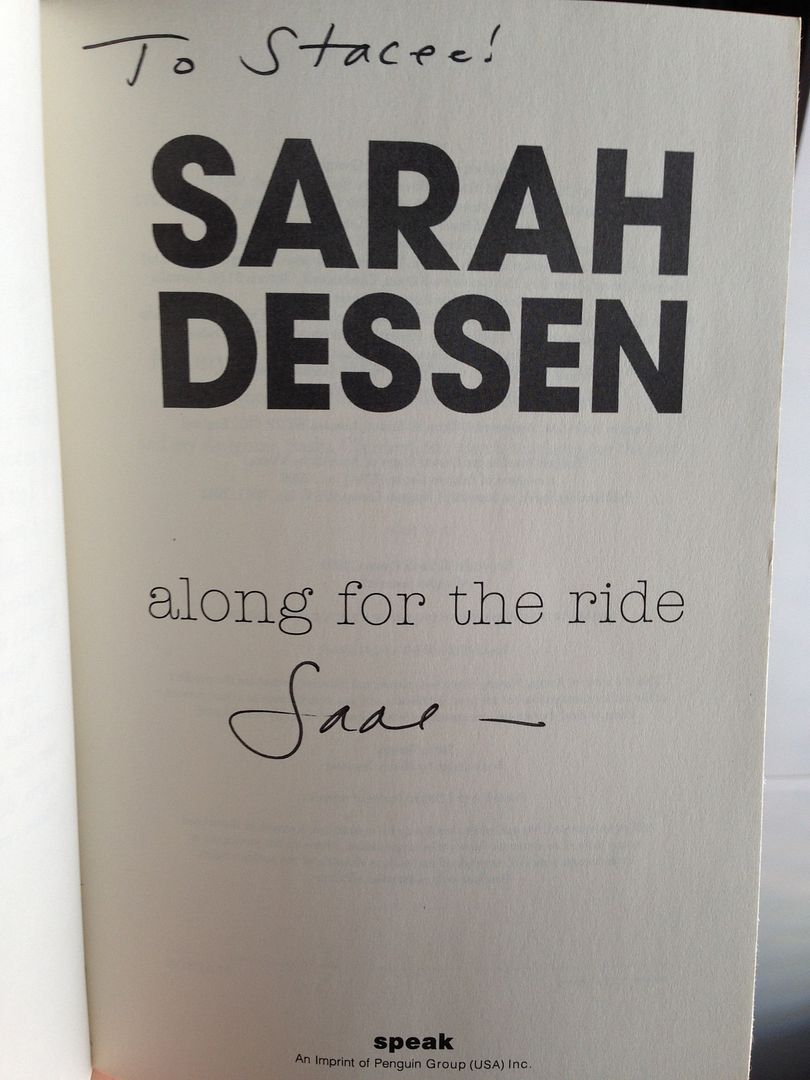 To Stacee!
SARAH
DESSEN
along for the ride
speak
An Imprint of Penguin Group (USA) Inc.